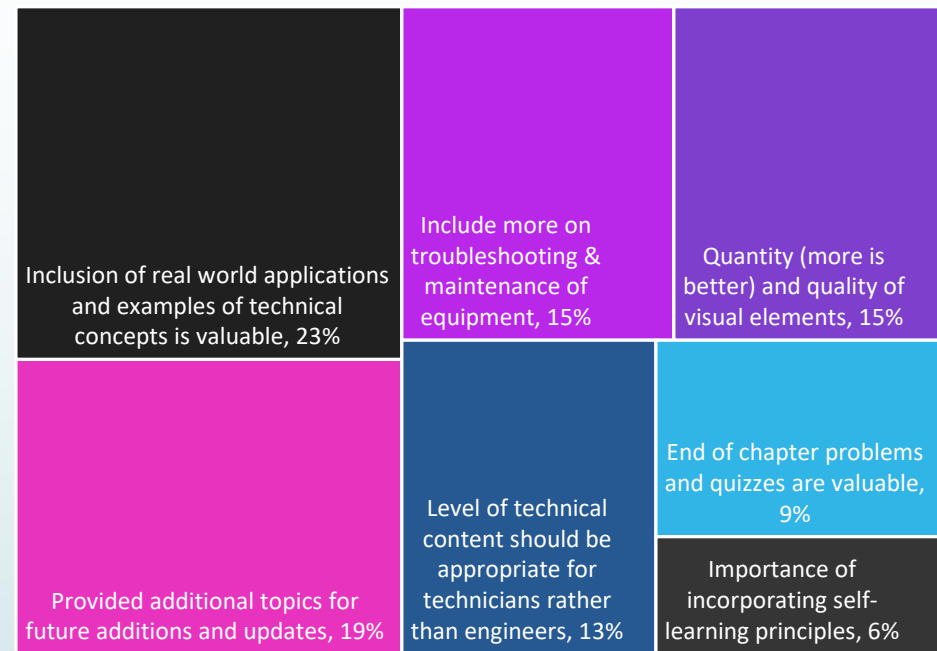 Inclusion of real world applications
and examples of technical
concepts is valuable, 23%
Include more on
troubleshooting &
maintenance of
equipment, 15%
Quantity (more is
better) and quality of
visual elements, 15%
Provided additional topics for
future additions and updates, 19%
Level of technical
content should be
appropriate for
technicians rather
than engineers, 13%
End of chapter problems
and quizzes are valuable,
9%
Importance of
incorporating self-
learning principles, 6%